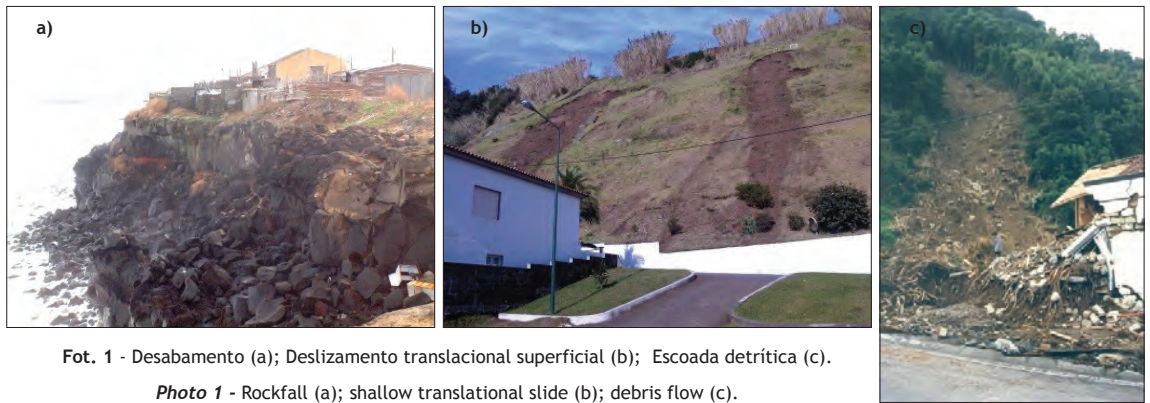 a)
b)
c)
Fot. 1 - Desabamento (a); Deslizamento translacional superficial (b); Escoada detrítica (c).
Photo 1 - Rockfall (a); shallow translational slide (b); debris flow (c).